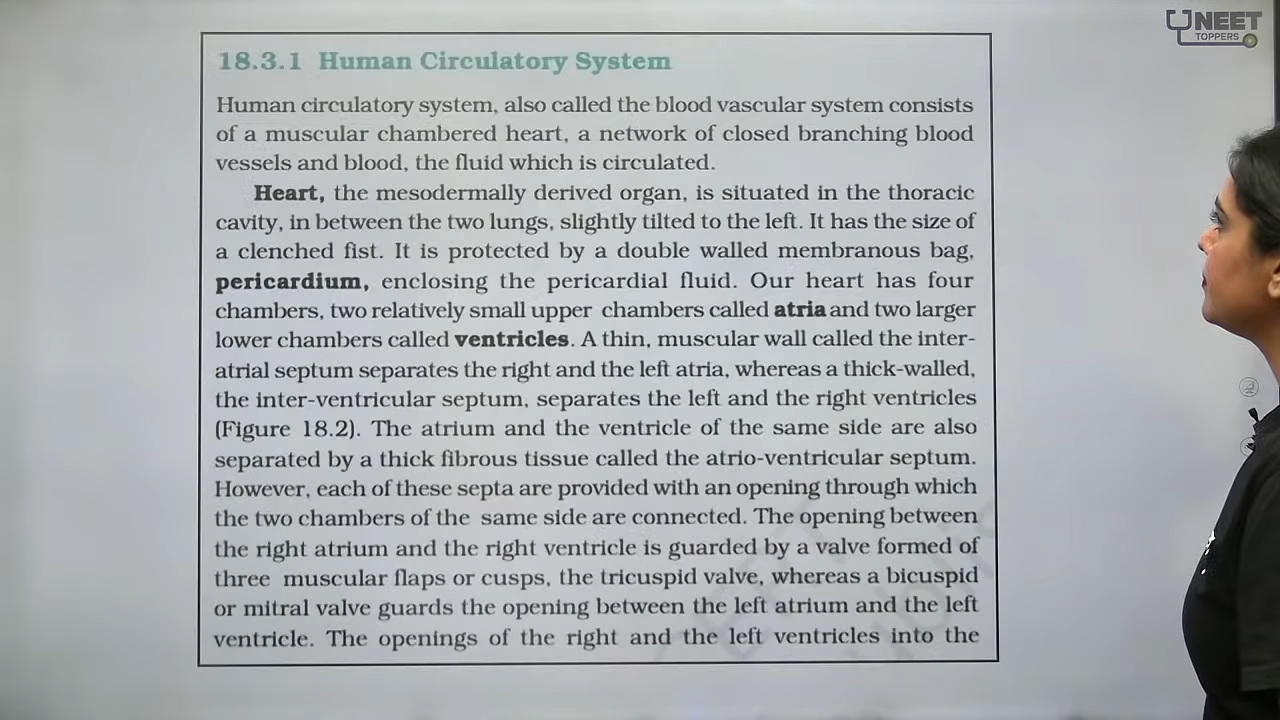 NEET
TOPPERS
18.3.1 Human Circulatory System
Human circulatory system, also called the blood vascular system consists
of a muscular chambered heart, a network of closed branching blood
vessels and blood, the fluid which is circulated.
Heart, the mesodermally derived organ, is situated in the thoracic
cavity, in between the two lungs, slightly tilted to the left. It has the size of
a clenched fist. It is protected by a double walled membranous bag,
pericardium, enclosing the pericardial fluid. Our heart has four
chambers, two relatively small upper chambers called atria and two larger
lower chambers called ventricles. A thin, muscular wall called the inter-
atrial septum separates the right and the left atria, whereas a thick-walled,
the inter-ventricular septum, separates the left and the right ventricles
(Figure 18.2). The atrium and the ventricle of the same side are also
separated by a thick fibrous tissue called the atrio-ventricular septum.
However, each of these septa are provided with an opening through which
the two chambers of the same side are connected. The opening between
the right atrium and the right ventricle is guarded by a valve formed of
three muscular flaps or cusps, the tricuspid valve, whereas a bicuspid
or mitral valve guards the opening between the left atrium and the left
ventricle. The openings of the right and the left ventricles into the